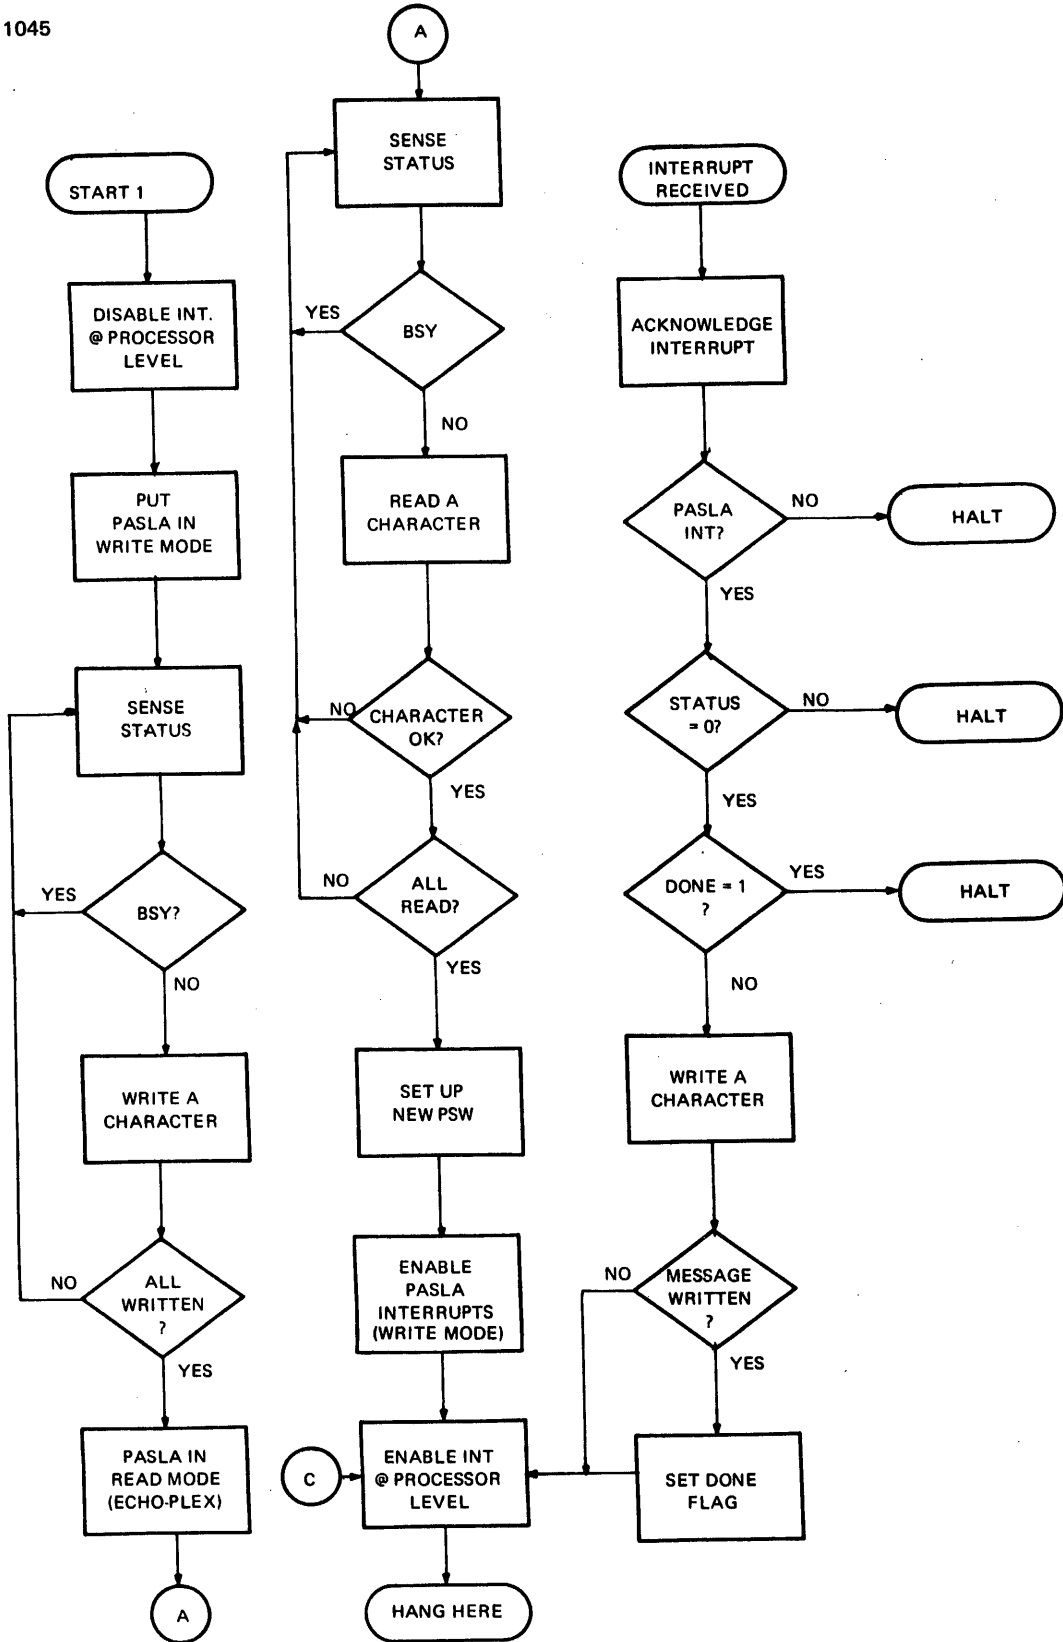 1045
START 1
DISABLE INT.
@ PROCESSOR
LEVEL
PUT
PASLA IN
WRITE MODE
SENSE
STATUS
YES
BSY?
NO
WRITE A
CHARACTER
NO
ALL
WRITTEN
?
YES
PASLA IN
READ MODE
(ECHO-PLEX)
A
A
SENSE
STATUS
YES
BSY
NO
READ A
CHARACTER
NO
CHARACTER
OK?
YES
NO
ALL
READ?
YES
SET UP
NEW PSW
ENABLE
PASLA
INTERRUPTS
(WRITE MODE)
C
ENABLE INT
@ PROCESSOR
LEVEL
HANG HERE
INTERRUPT
RECEIVED
ACKNOWLEDGE
INTERRUPT
PASLA
INT?
NO
HALT
YES
STATUS
= 0?
NO
HALT
YES
DONE = 1
?
YES
HALT
NO
WRITE A
CHARACTER
NO
MESSAGE
WRITTEN
?
YES
SET DONE
FLAG